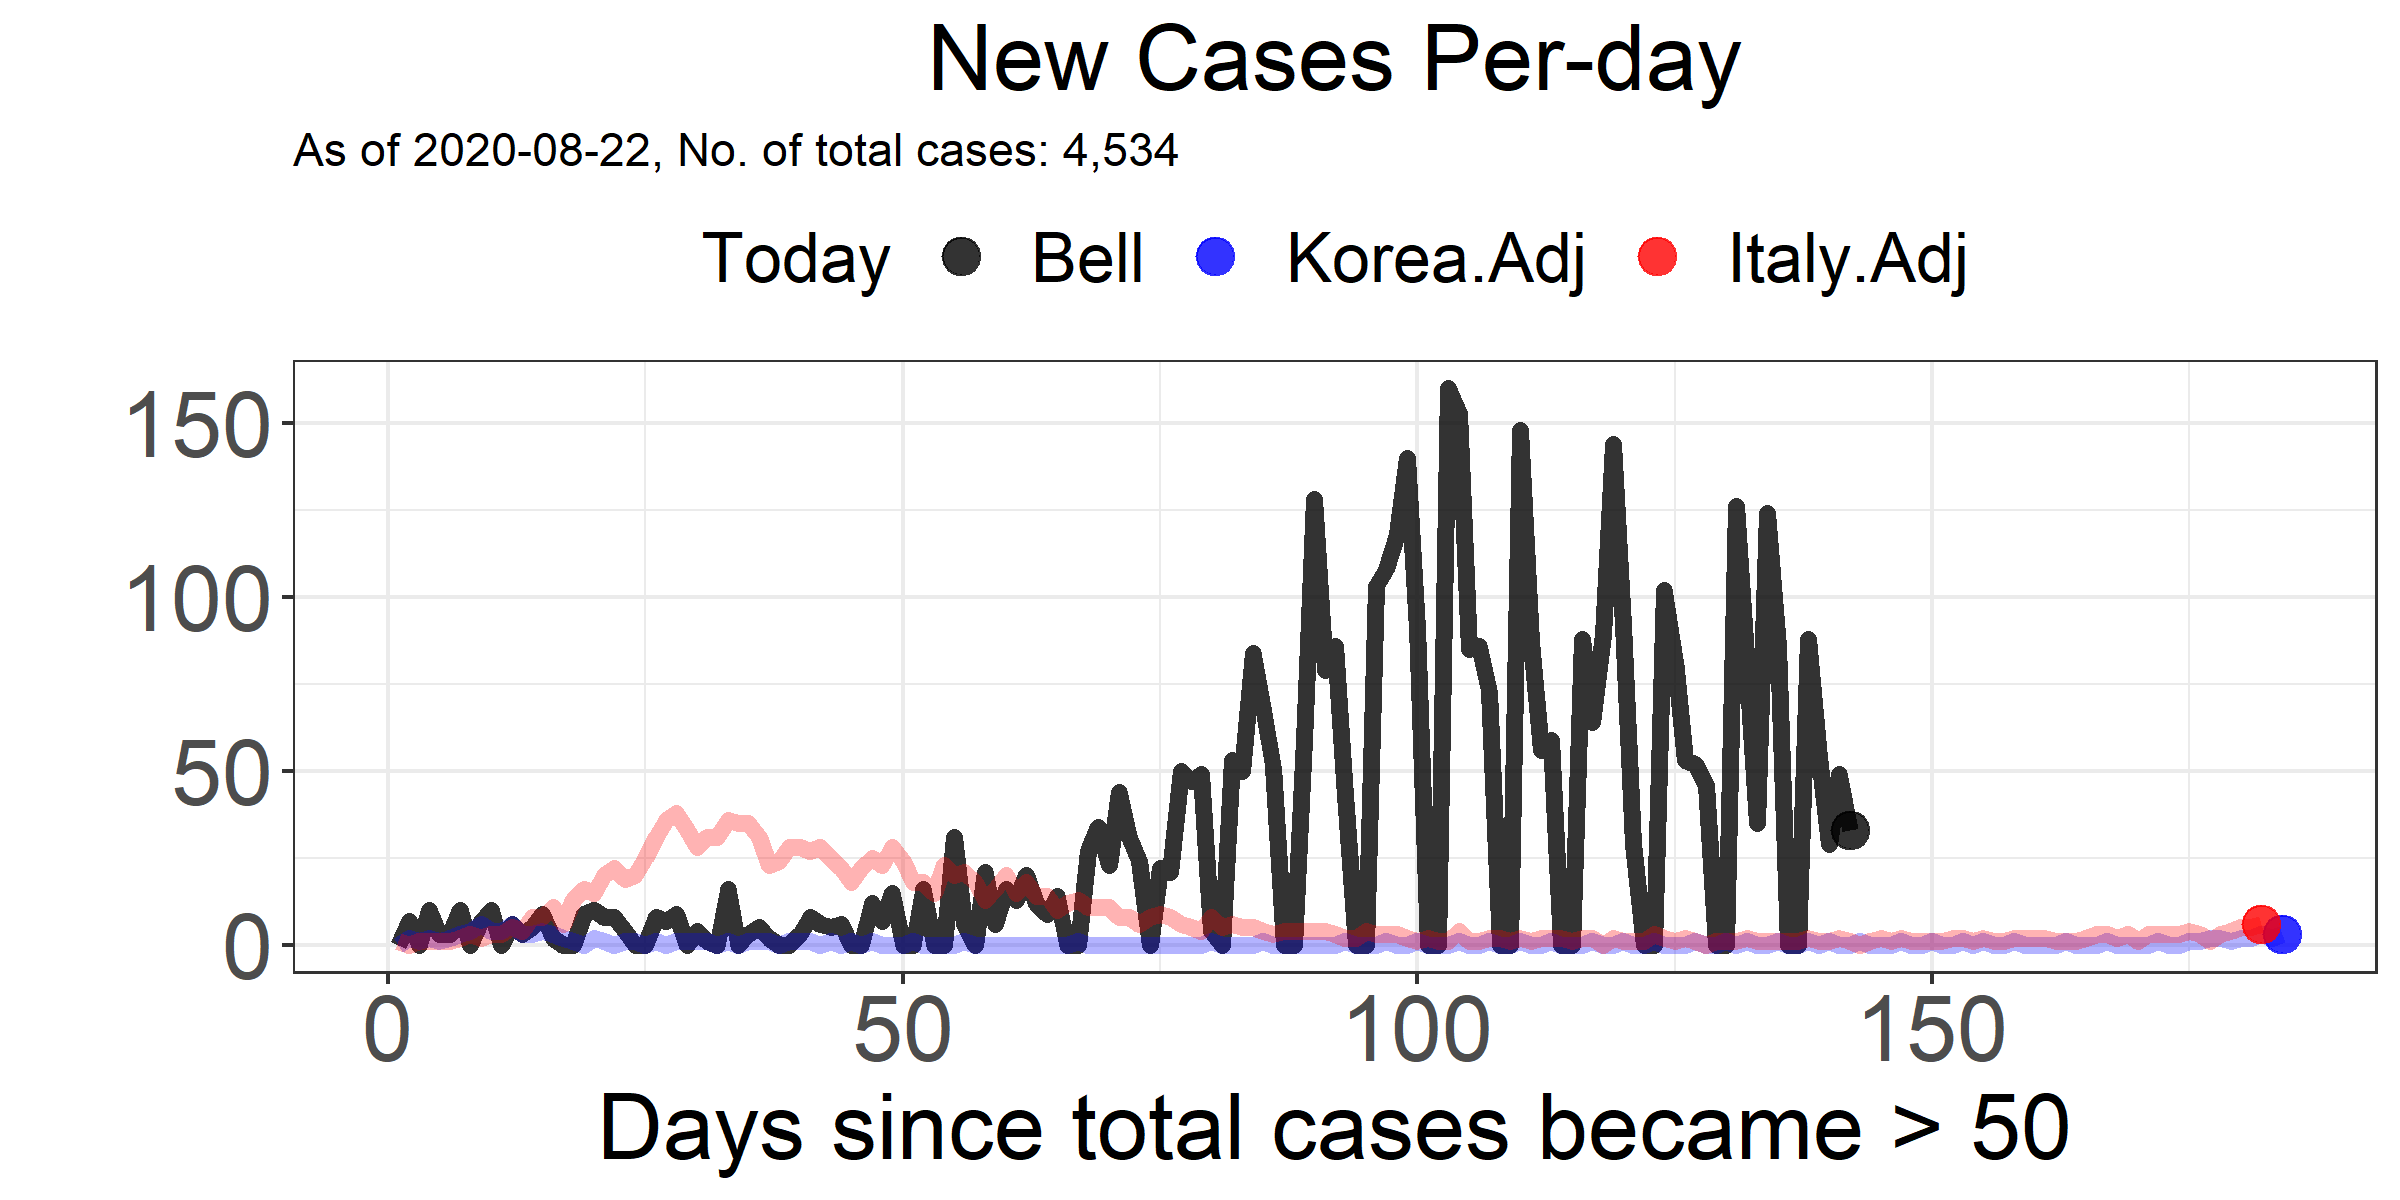 New Cases Per-day
As of 2020-08-22, No. of total cases: 4,534
Today Bell Korea.Adj Italy.Adj
150
100
50
0
0 50 100 150
Days since total cases became > 50